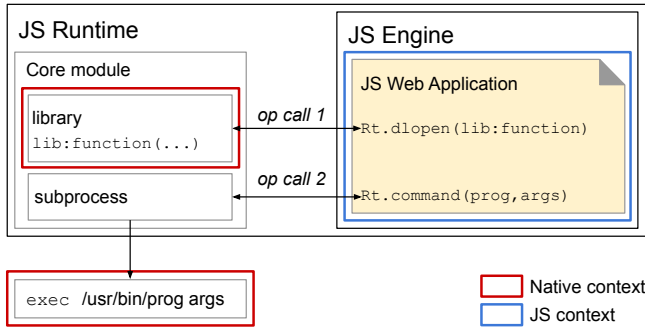 JS Runtime
JS Engine
Core module
JS Web Application
library
lib:function(...)
op call 1
Rt.dlopen(lib:function)
op call 2
subprocess
Rt.command(prog,args)
exec /usr/bin/prog args
Native context
JS context